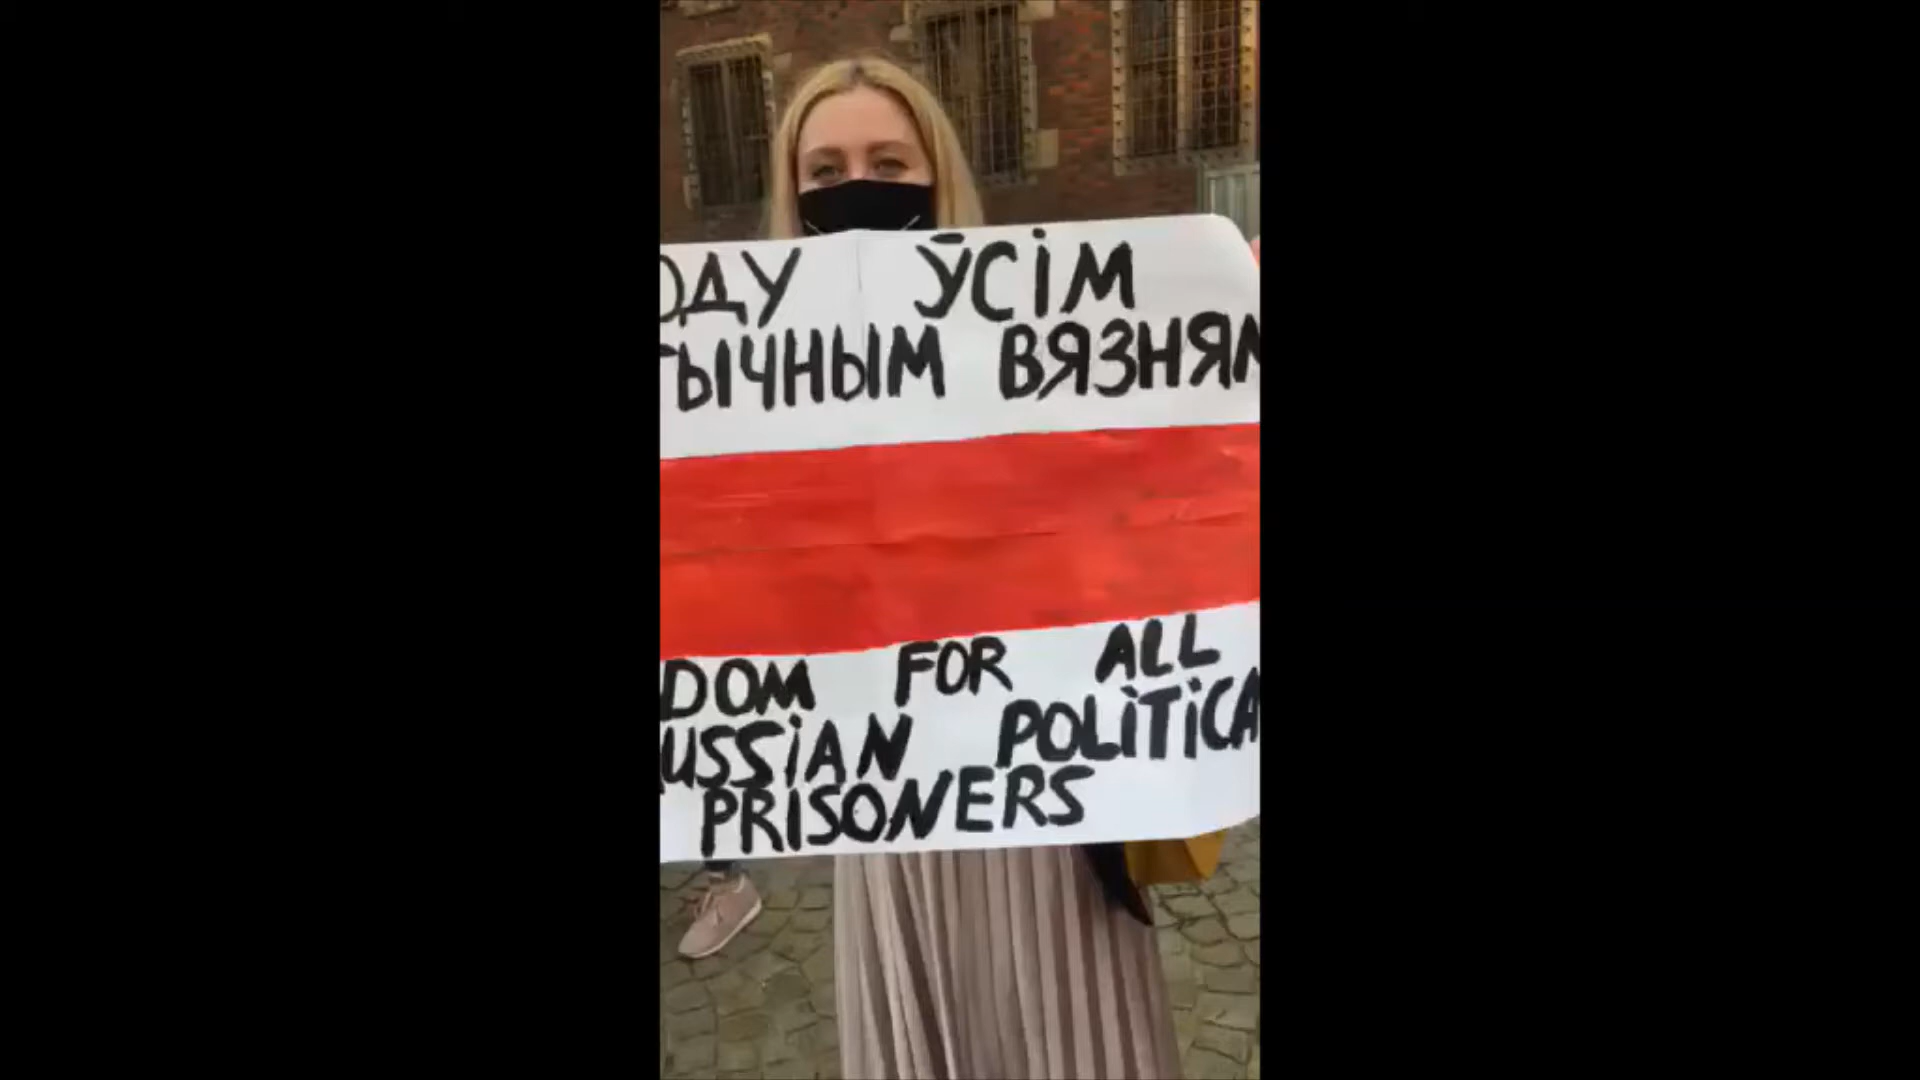 ОДУ ЎСІМ
ТЫЧНЫМ ВЯЗНЯМ
DOM FOR ALL
USSIAN POLITICA
PRISONERS